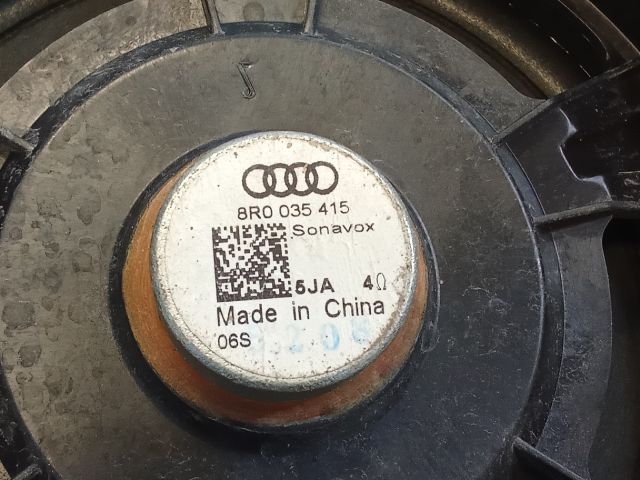 8R0 035 415
Sonavox
5JA 4Ω
Made in China
06S